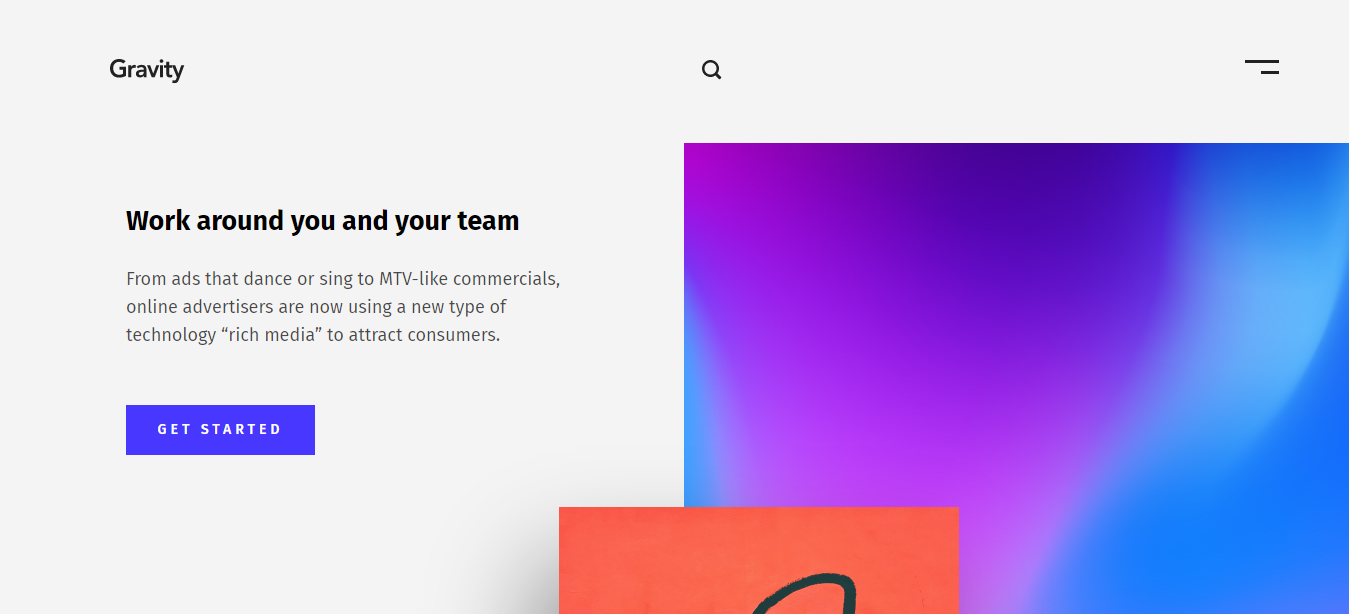 Gravity
Work around you and your team
From ads that dance or sing to MTV-like commercials,
online advertisers are now using a new type of
technology “rich media” to attract consumers.
GET STARTED